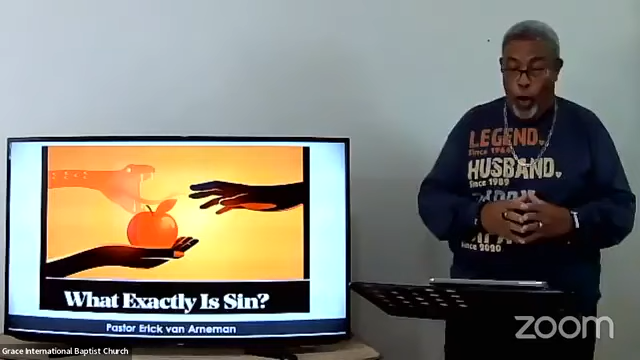 What Exactly Is Sin?
Pastor Erick van Arneman
LEGEND.
Since
HUSBAND.
Since 1989
Since 2020
Grace International Baptist Church
zoom